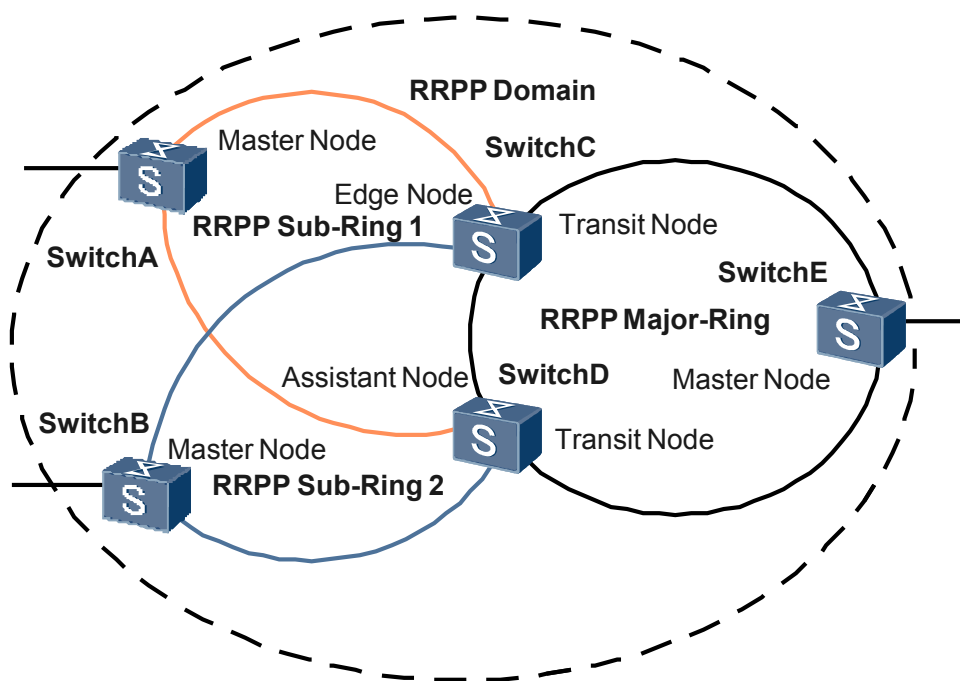 RRPP Domain
Master Node
SwitchC
Edge Node
RRPP Sub-Ring 1
Transit Node
SwitchA
SwitchE
RRPP Major-Ring
Assistant Node
SwitchD
Master Node
SwitchB
Master Node
Transit Node
RRPP Sub-Ring 2
S
S
S
S
S